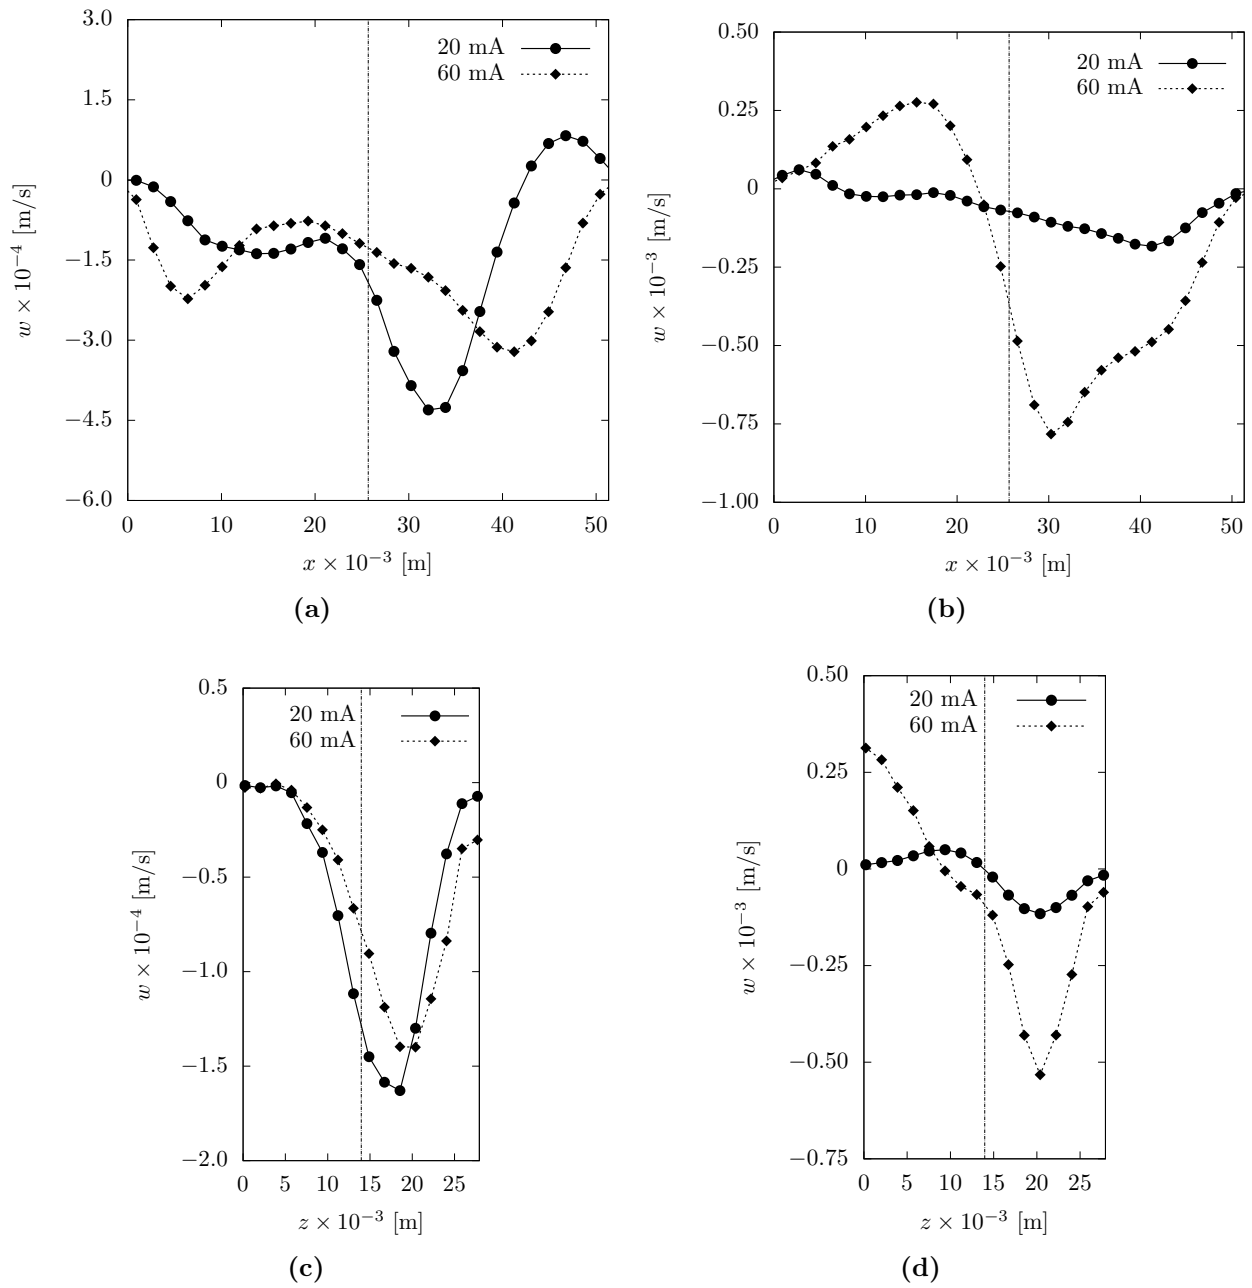 3.0
1.5
0
−1.5
−3.0
−4.5
−6.0
w × 10⁻⁴ [m/s]
20 mA
60 mA
0 10 20 30 40 50
x × 10⁻³ [m]
(a)
0.50
0.25
0
−0.25
−0.50
−0.75
−1.00
w × 10⁻³ [m/s]
20 mA
60 mA
0 10 20 30 40 50
x × 10⁻³ [m]
(b)
0.5
0
−0.5
−1.0
−1.5
−2.0
w × 10⁻⁴ [m/s]
20 mA
60 mA
0 5 10 15 20 25
z × 10⁻³ [m]
(c)
0.50
0.25
0
−0.25
−0.50
−0.75
w × 10⁻³ [m/s]
20 mA
60 mA
0 5 10 15 20 25
z × 10⁻³ [m]
(d)